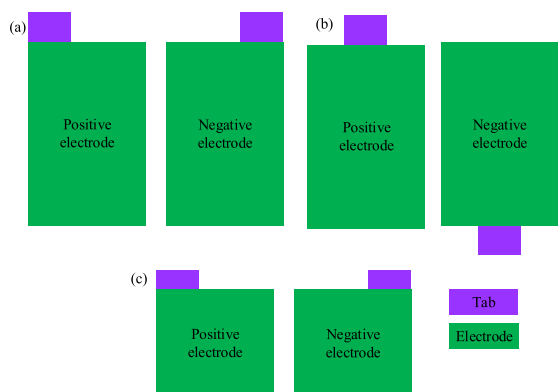 (a)
Positive
electrode
Negative
electrode
(b)
Positive
electrode
Negative
electrode
(c)
Positive
electrode
Negative
electrode
Tab
Electrode